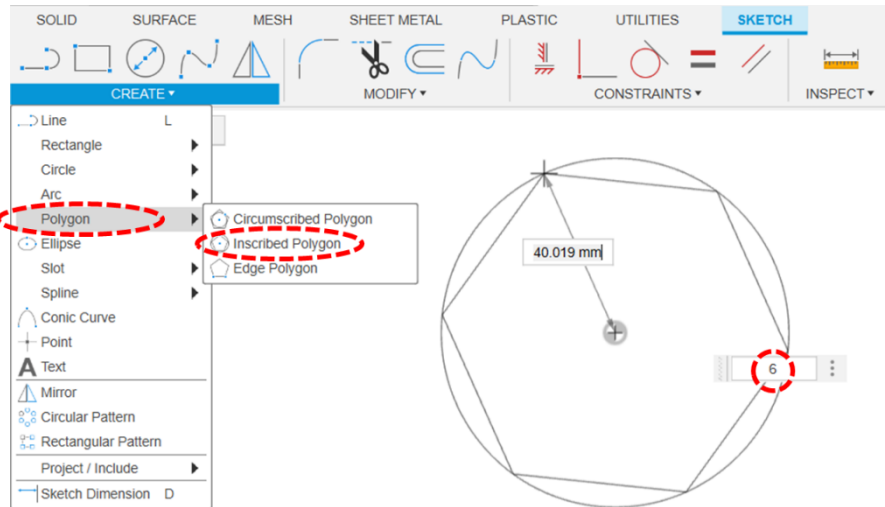 SOLID SURFACE MESH SHEET METAL PLASTIC UTILITIES SKETCH
CREATE ▾ MODIFY ▾ CONSTRAINTS ▾ INSPECT ▾
Line L
Rectangle
Circle
Arc
Polygon
Circumscribed Polygon
Ellipse
Inscribed Polygon
Slot
Edge Polygon
Spline
Conic Curve
Point
A Text
Mirror
Circular Pattern
Rectangular Pattern
Project / Include
Sketch Dimension D
40.019 mm
6